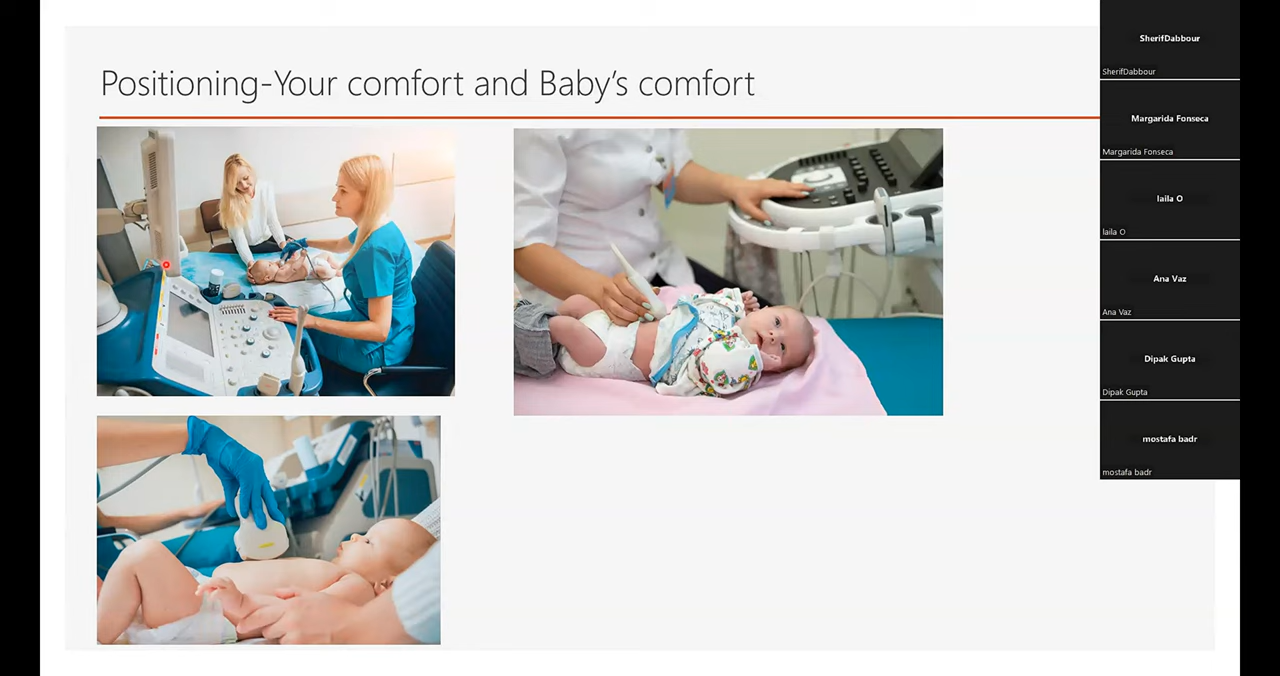 Positioning-Your comfort and Baby's comfort
SherifDabbour
SherifDabbour
Margarida Fonseca
Margarida Fonseca
laila O
laila O
Ana Vaz
Ana Vaz
Dipak Gupta
Dipak Gupta
mostafa badr
mostafa badr